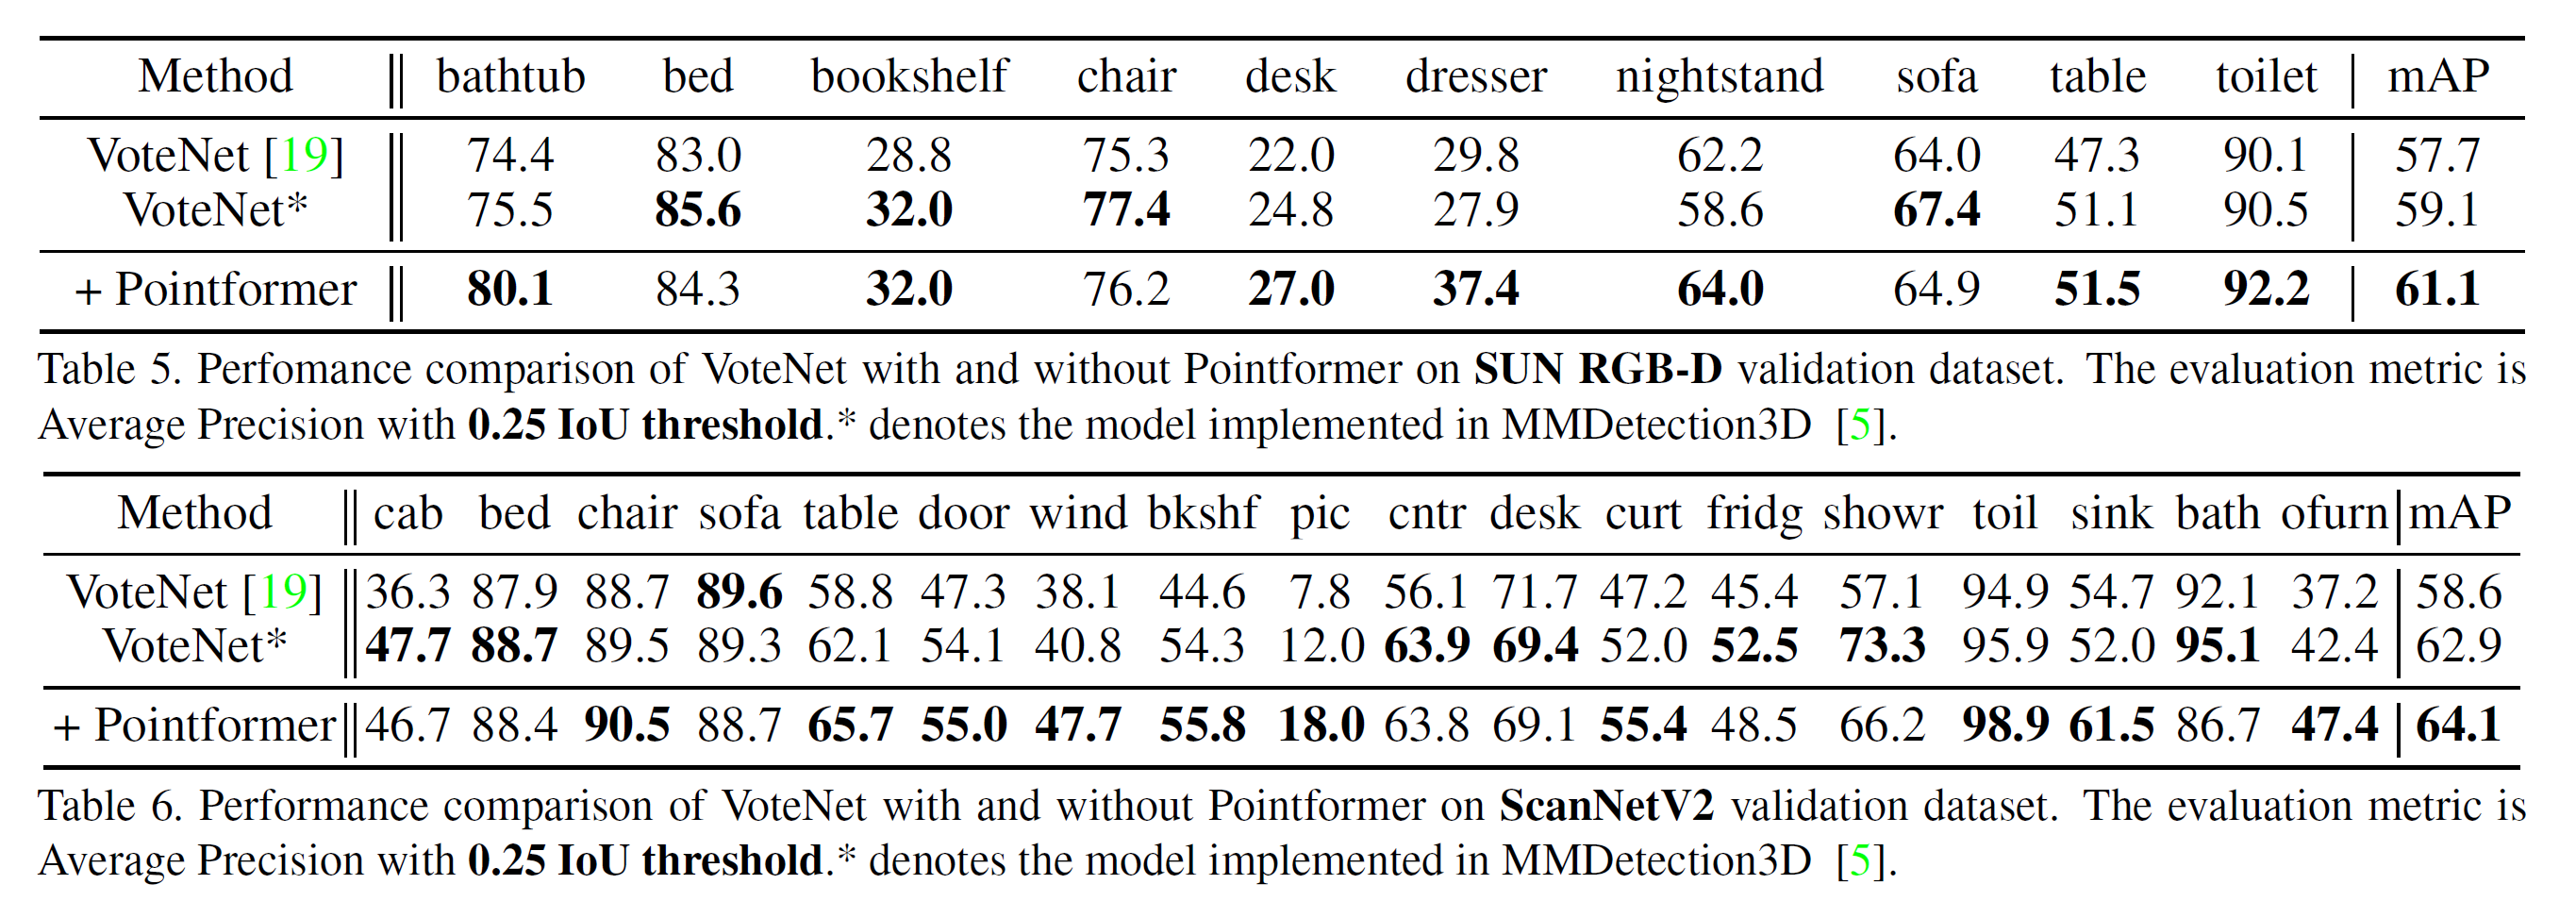 Method bathtub bed bookshelf chair desk dresser nightstand sofa table toilet mAP
VoteNet [19] 74.4 83.0 28.8 75.3 22.0 29.8 62.2 64.0 47.3 90.1 57.7
VoteNet* 75.5 85.6 32.0 77.4 24.8 27.9 58.6 67.4 51.1 90.5 59.1
+ Pointformer 80.1 84.3 32.0 76.2 27.0 37.4 64.0 64.9 51.5 92.2 61.1
Table 5. Perfomance comparison of VoteNet with and without Pointformer on SUN RGB-D validation dataset. The evaluation metric is
Average Precision with 0.25 IoU threshold.* denotes the model implemented in MMDetection3D [5].
Method cab bed chair sofa table door wind bkshf pic cntr desk curt fridg showr toil sink bath ofurn mAP
VoteNet [19] 36.3 87.9 88.7 89.6 58.8 47.3 38.1 44.6 7.8 56.1 71.7 47.2 45.4 57.1 94.9 54.7 92.1 37.2 58.6
VoteNet* 47.7 88.7 89.5 89.3 62.1 54.1 40.8 54.3 12.0 63.9 69.4 52.0 52.5 73.3 95.9 52.0 95.1 42.4 62.9
+ Pointformer 46.7 88.4 90.5 88.7 65.7 55.0 47.7 55.8 18.0 63.8 69.1 55.4 48.5 66.2 98.9 61.5 86.7 47.4 64.1
Table 6. Performance comparison of VoteNet with and without Pointformer on ScanNetV2 validation dataset. The evaluation metric is
Average Precision with 0.25 IoU threshold.* denotes the model implemented in MMDetection3D [5].